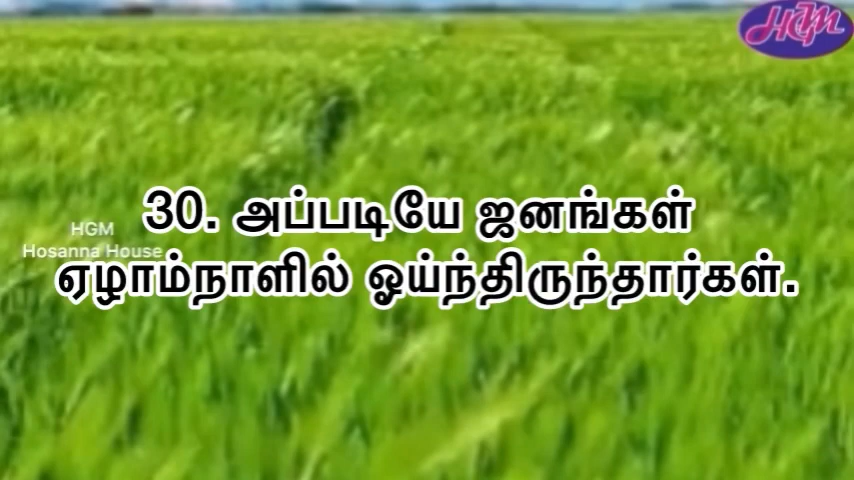 HGM
30. அப்படியே ஜனங்கள்
HGM
Hosanna House
ஏழாம்நாளில் ஓய்ந்திருந்தார்கள்.